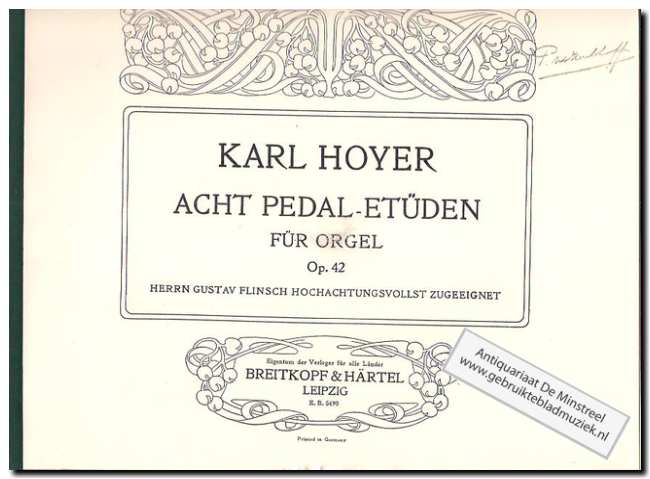 KARL HOYER
ACHT PEDAL-ETÜDEN
FÜR ORGEL
Op. 42
HERRN GUSTAV FLINSCH HOCHACHTUNGSVOLLST ZUGEEIGNET
Eigentum der Verleger für alle Länder
BREITKOPF & HÄRTEL
LEIPZIG
E. B. 5490
Printed in Germany
Antiquariaat De Minstreel
www.gebruiktebladmuziek.nl